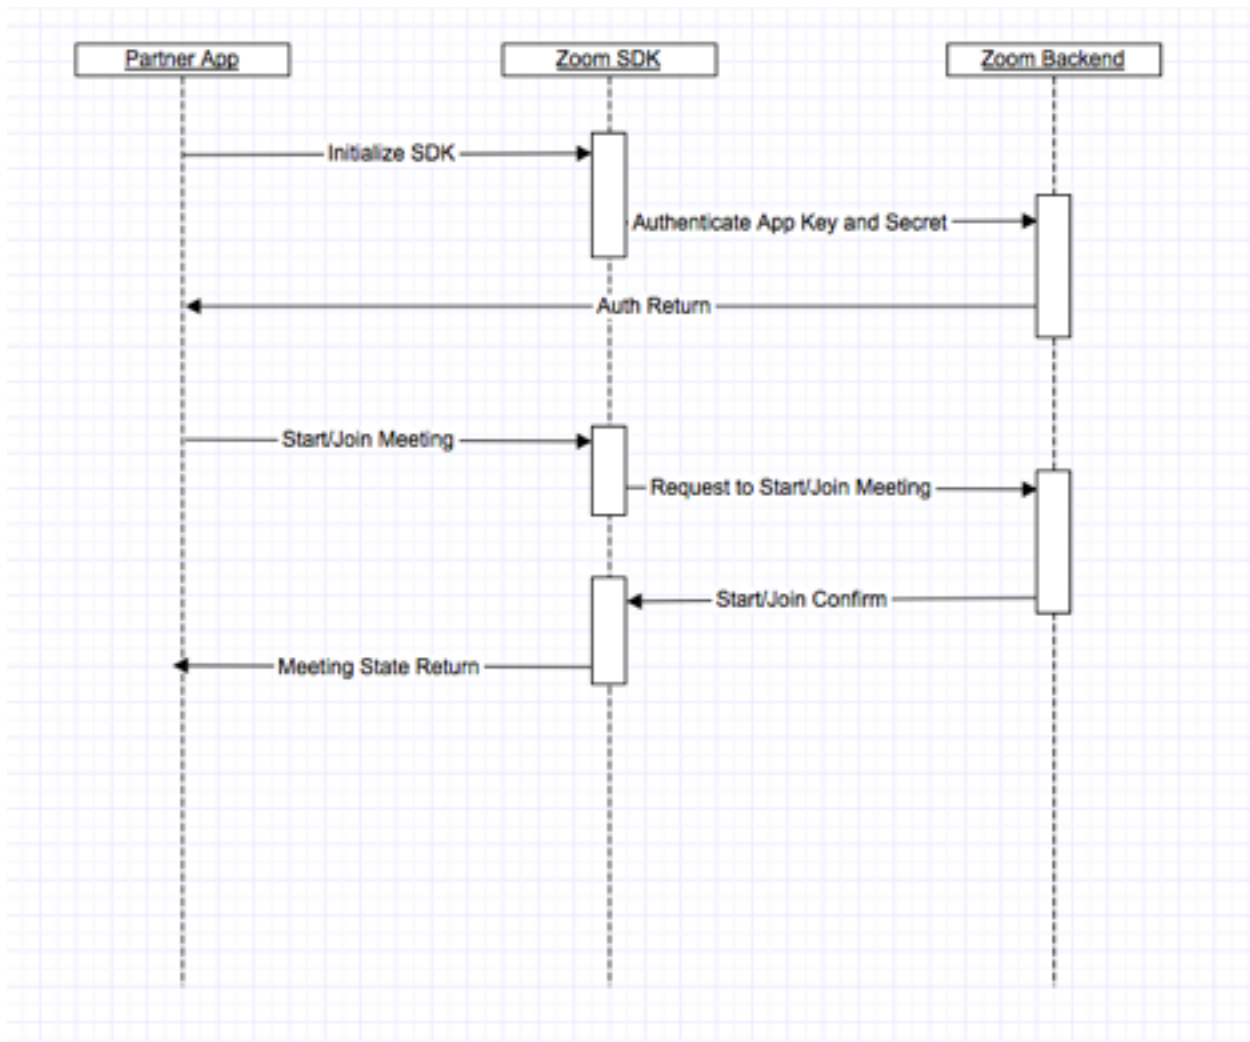 Partner App
Zoom SDK
Zoom Backend
Initialize SDK
Authenticate App Key and Secret
Auth Return
Start/Join Meeting
Request to Start/Join Meeting
Start/Join Confirm
Meeting State Return